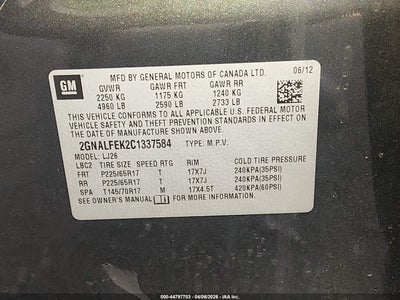 GM
MFD BY GENERAL MOTORS OF CANADA LTD.
06/12
GVWR GAWR FRT GAWR RR
2250 KG 1175 KG 1240 KG
4960 LB 2590 LB 2733 LB
THIS VEHICLE CONFORMS TO ALL APPLICABLE U.S. FEDERAL MOTOR
VEHICLE SAFETY, BUMPER, AND THEFT PREVENTION STANDARDS IN
EFFECT ON THE DATE OF MANUFACTURE SHOWN ABOVE.
2GNALFEK2C1337584 TYPE: M.P.V.
MODEL: LJ26
LBC2 TIRE SIZE SPEED RTG RIM COLD TIRE PRESSURE
FRT P225/65R17 T 17X7J 240KPA(35PSI)
RR P225/65R17 T 17X7J 240KPA(35PSI)
SPA T145/70R17 M 17X4.5T 420KPA(60PSI)
000-44797703 - 04/06/2026 - IAA Inc.